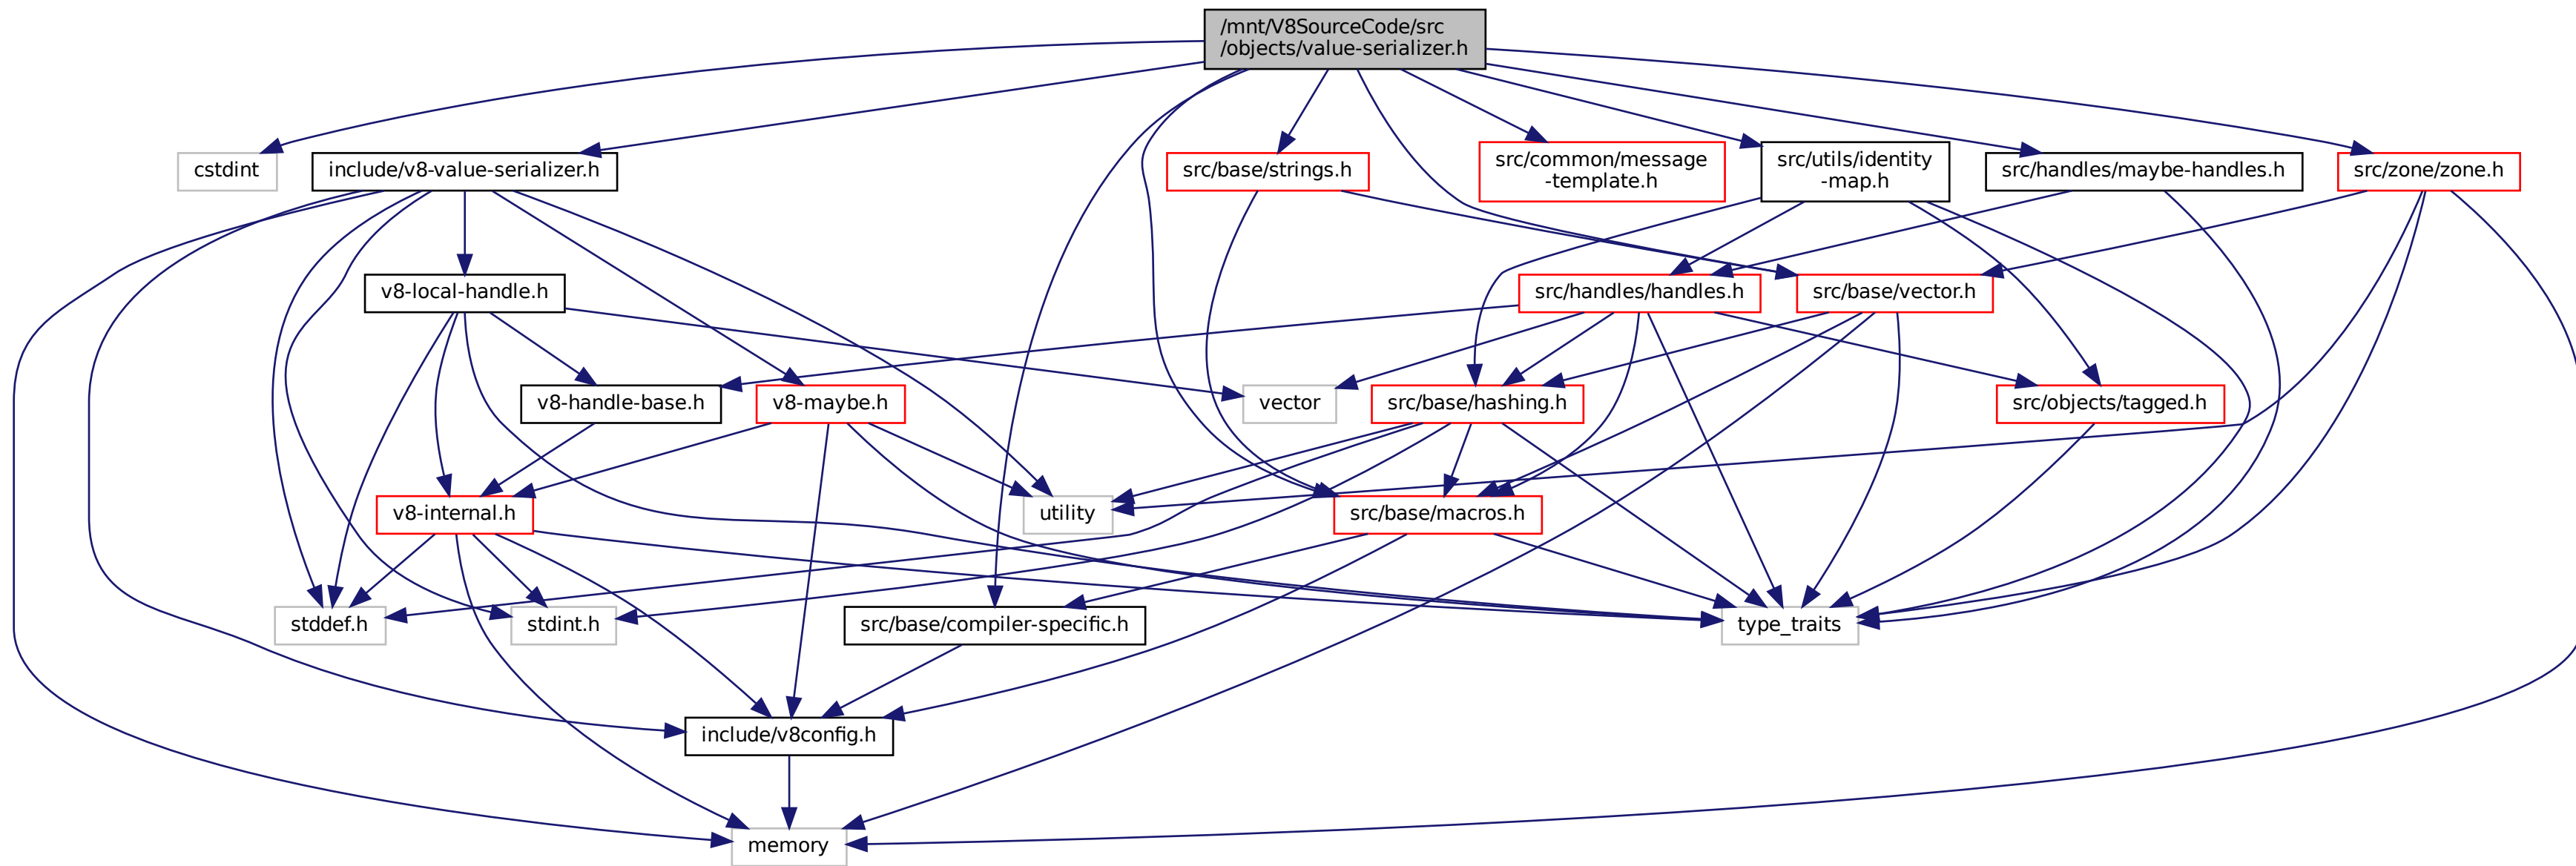 /mnt/V8SourceCode/src
/objects/value-serializer.h
cstdint
include/v8-value-serializer.h
src/base/strings.h
src/common/message
-template.h
src/utils/identity
-map.h
src/handles/maybe-handles.h
src/zone/zone.h
v8-local-handle.h
src/handles/handles.h
src/base/vector.h
v8-handle-base.h
v8-maybe.h
vector
src/base/hashing.h
src/objects/tagged.h
v8-internal.h
utility
src/base/macros.h
stddef.h
stdint.h
src/base/compiler-specific.h
type_traits
include/v8config.h
memory